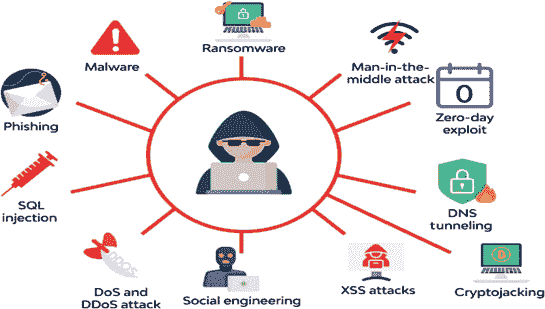 Ransomware
Malware
Man-in-the-
middle attack
0
Phishing
Zero-day
exploit
SQL
injection
DNS
tunneling
DoS and
DDoS attack
Social engineering
XSS attacks
Cryptojacking